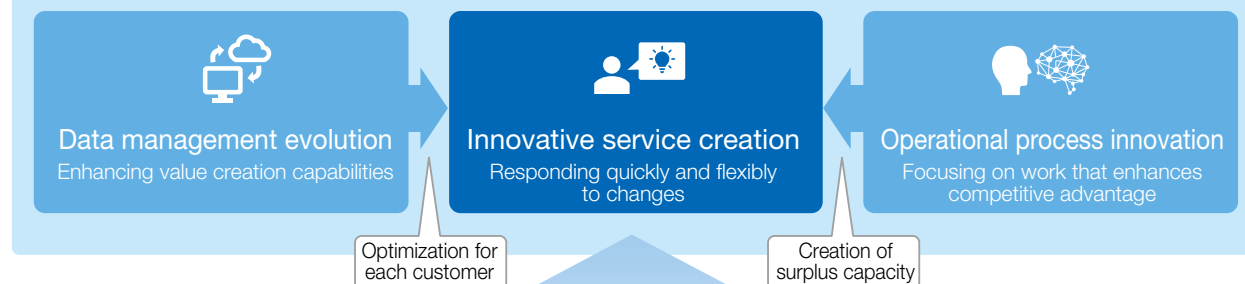 Data management evolution
Enhancing value creation capabilities
Innovative service creation
Responding quickly and flexibly
to changes
Operational process innovation
Focusing on work that enhances
competitive advantage
Optimization for
each customer
Creation of
surplus capacity